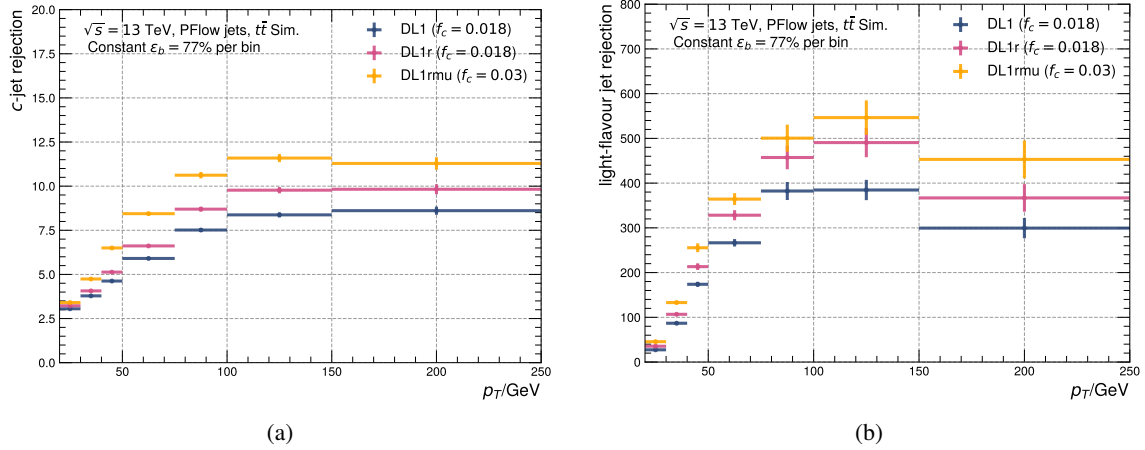 √s = 13 TeV, PFlow jets, tt̄ Sim.
Constant ε_b = 77% per bin
DL1 (f_c = 0.018)
DL1r (f_c = 0.018)
DL1rmu (f_c = 0.03)
c-jet rejection
20.0
17.5
15.0
12.5
10.0
7.5
5.0
2.5
0.0
50
100
150
200
250
p_T/GeV
(a)
√s = 13 TeV, PFlow jets, tt̄ Sim.
Constant ε_b = 77% per bin
DL1 (f_c = 0.018)
DL1r (f_c = 0.018)
DL1rmu (f_c = 0.03)
light-flavour jet rejection
800
700
600
500
400
300
200
100
0
50
100
150
200
250
p_T/GeV
(b)